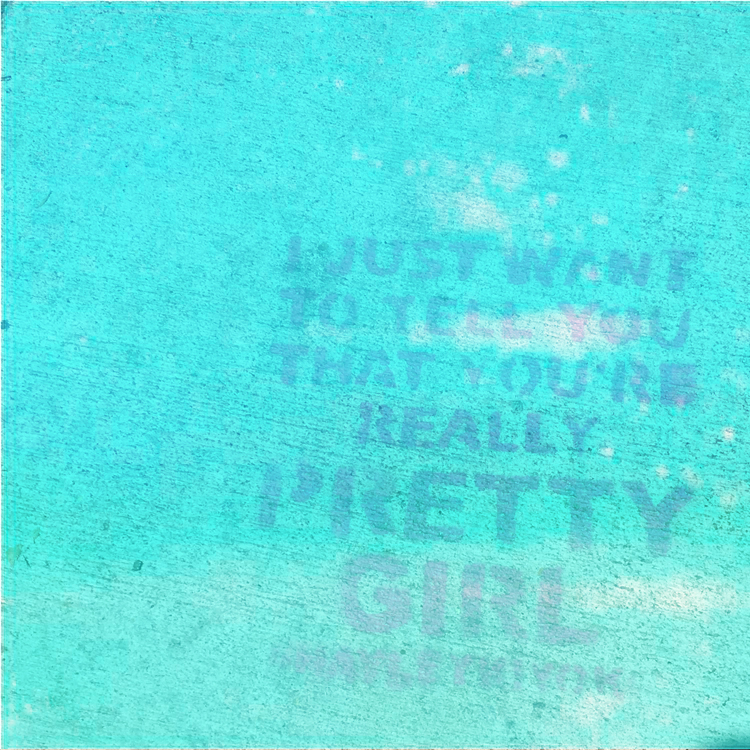 I JUST WANT
TO TELL YOU
THAT YOU'RE
REALLY
PRETTY
GIRL